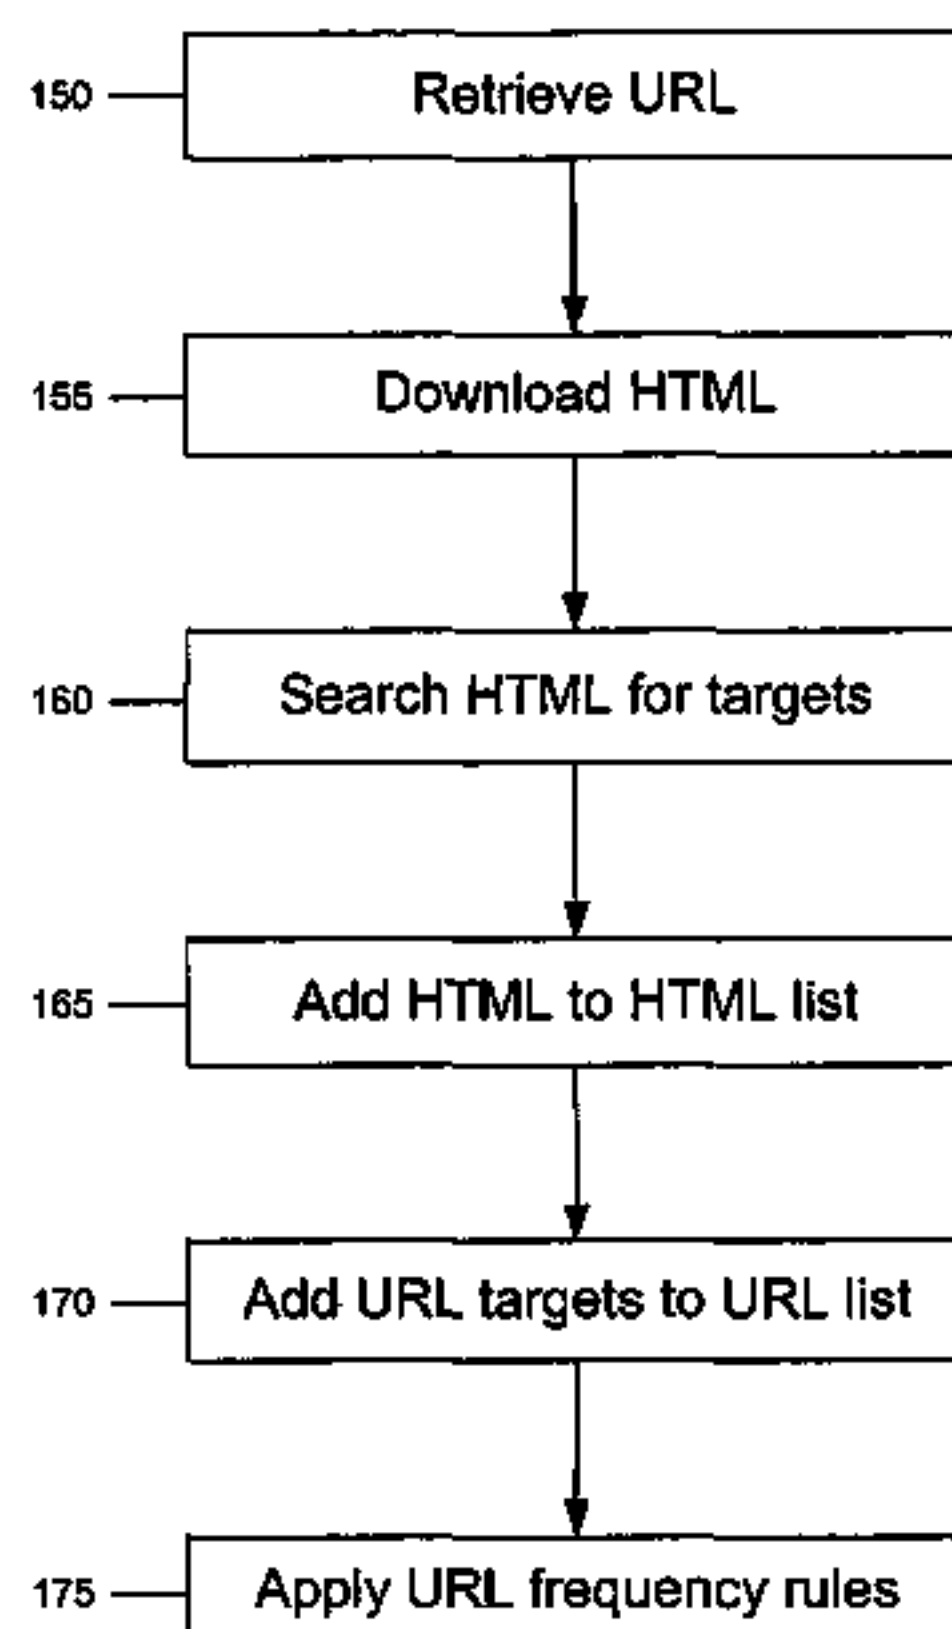 150 Retrieve URL
155 Download HTML
160 Search HTML for targets
165 Add HTML to HTML list
170 Add URL targets to URL list
175 Apply URL frequency rules